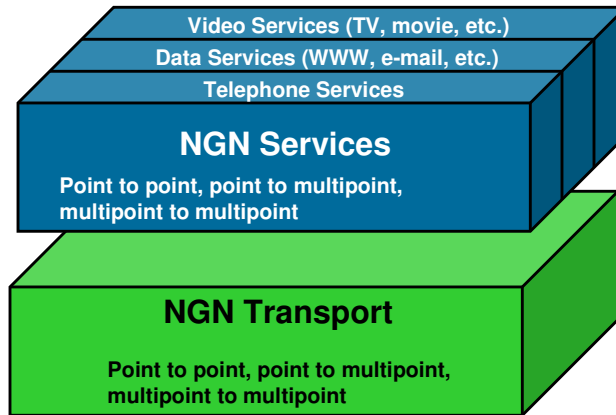 Video Services (TV, movie, etc.)
Data Services (WWW, e-mail, etc.)
Telephone Services
NGN Services
Point to point, point to multipoint,
multipoint to multipoint
NGN Transport
Point to point, point to multipoint,
multipoint to multipoint